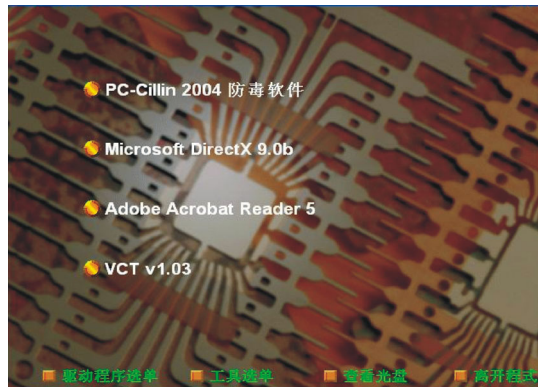 PC-Cillin 2004 防毒软件
Microsoft DirectX 9.0b
Adobe Acrobat Reader 5
VCT v1.03
驱动程序选单 工具选单 查看光盘 离开程式